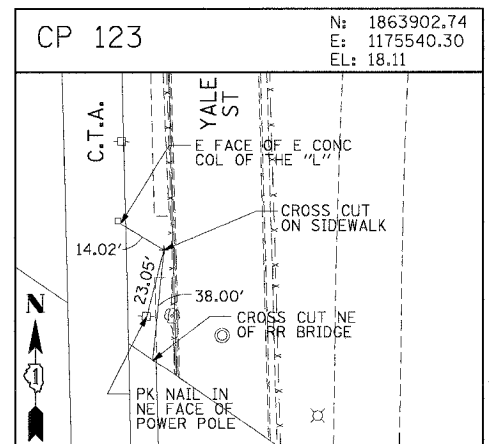 CP 123
N: 1863902.74
E: 1175540.30
EL: 18.11
C.T.A.
YALE
ST
E FACE OF E CONC
COL OF THE "L"
CROSS CUT
ON SIDEWALK
14.02'
23.05'
38.00'
CROSS CUT NE
OF RR BRIDGE
N
1
PK NAIL IN
NE FACE OF
POWER POLE